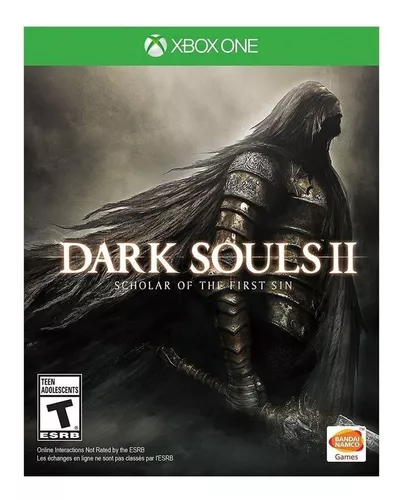 XBOX ONE
DARK SOULS II
SCHOLAR OF THE FIRST SIN
TEEN
ADOLESCENTS
T
ESRB
BANDAI
NAMCO
Games
Online Interactions Not Rated by the ESRB
Les échanges en ligne ne sont pas classés par l'ESRB